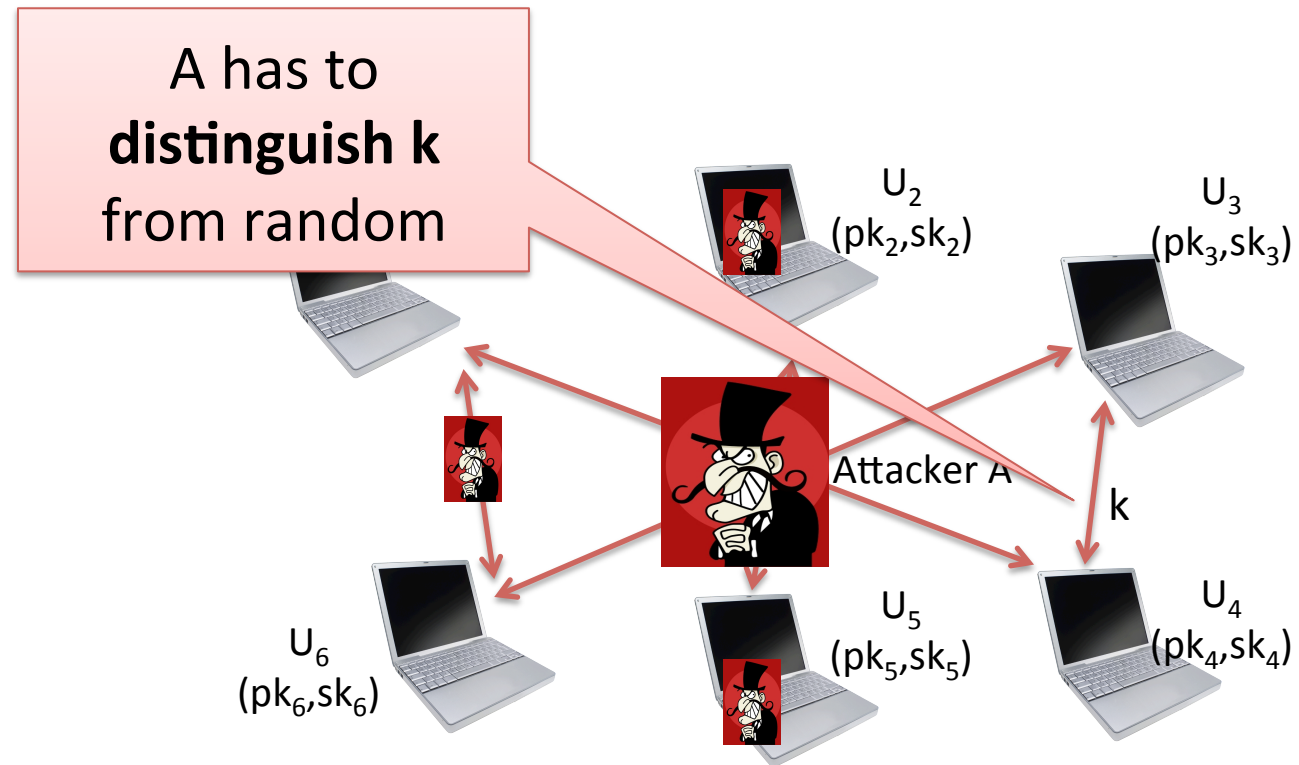 A has to
distinguish k
from random
U₂
(pk₂,sk₂)
U₃
(pk₃,sk₃)
Attacker A
k
U₆
(pk₆,sk₆)
U₅
(pk₅,sk₅)
U₄
(pk₄,sk₄)